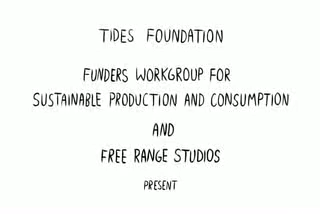 TIDES FOUNDATION
FUNDERS WORKGROUP FOR
SUSTAINABLE PRODUCTION AND CONSUMPTION
AND
FREE RANGE STUDIOS
PRESENT